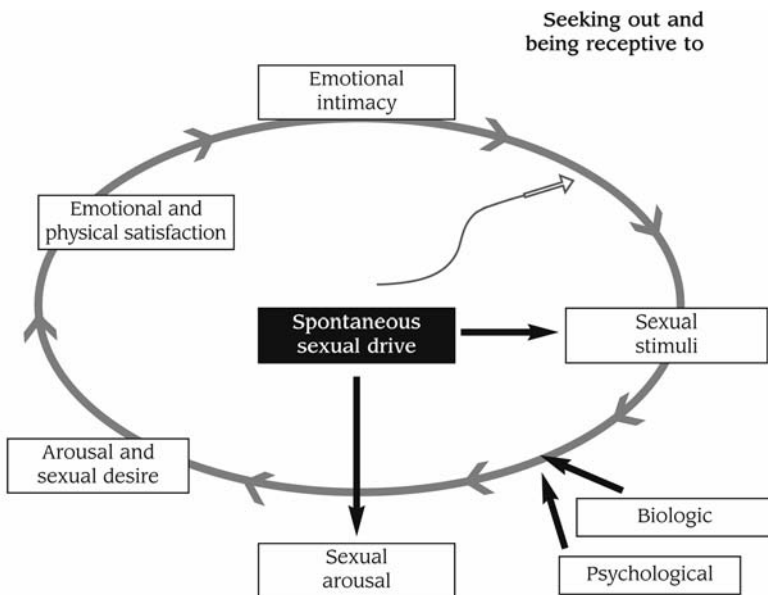 Seeking out and
being receptive to
Emotional
intimacy
Emotional and
physical satisfaction
Spontaneous
sexual drive
Sexual
stimuli
Arousal and
sexual desire
Biologic
Sexual
arousal
Psychological